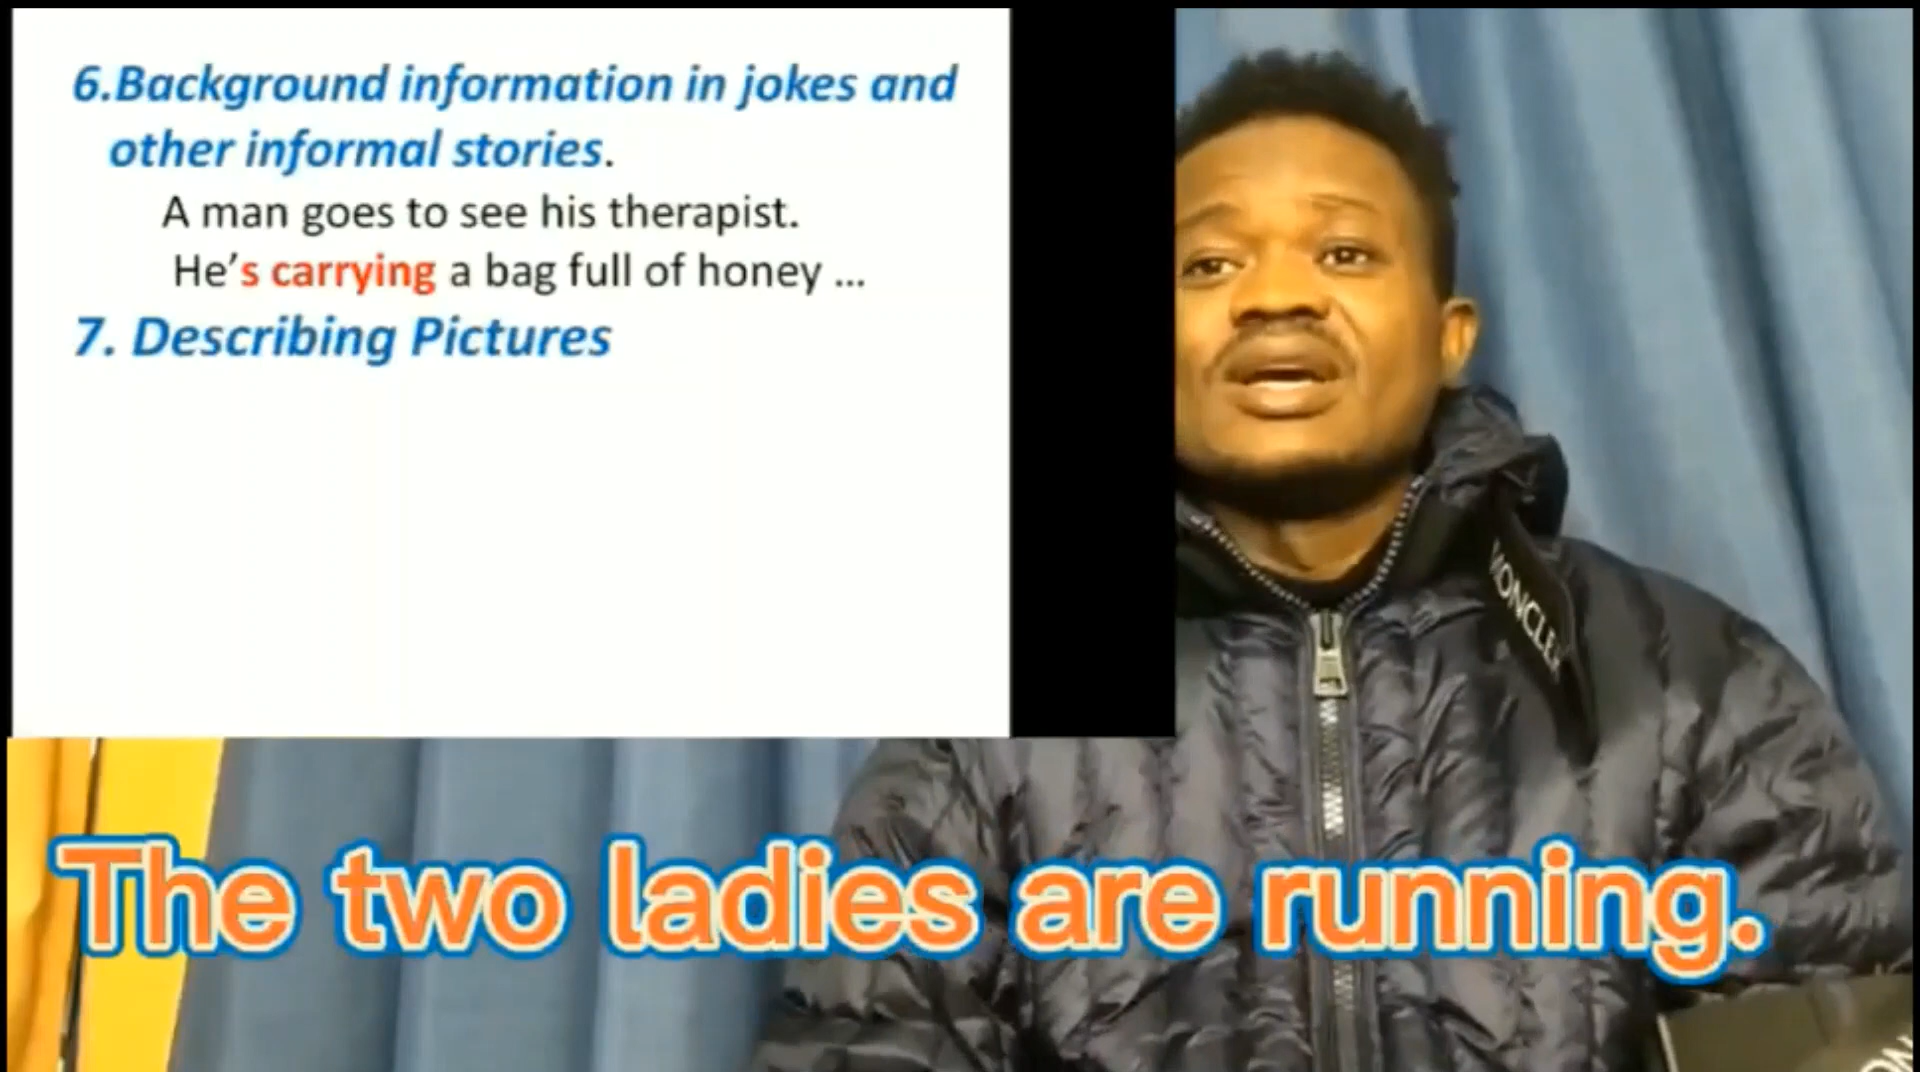 6.Background information in jokes and
other informal stories.
A man goes to see his therapist.
He’s carrying a bag full of honey ...
7. Describing Pictures
MONCLER
The two ladies are running.